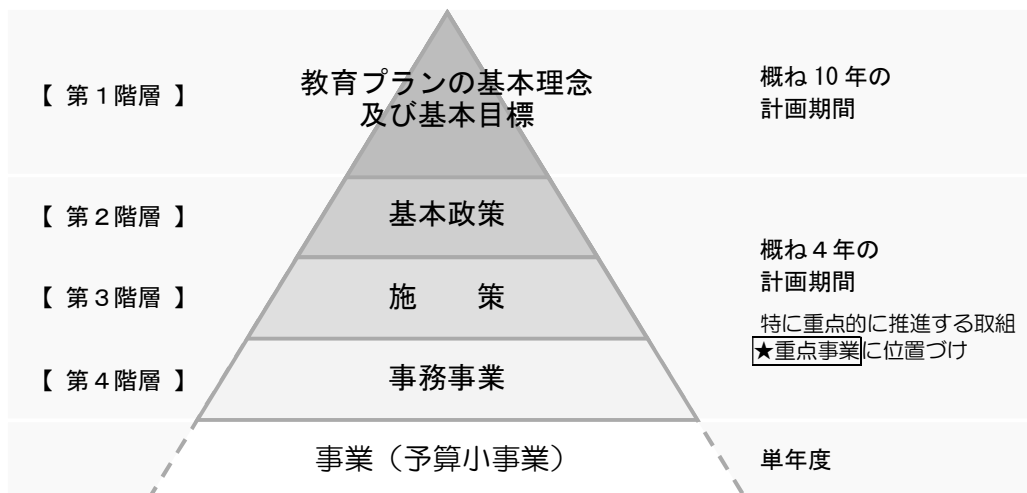 【 第１階層 】
教育プランの基本理念
及び基本目標
概ね 10 年の
計画期間
【 第２階層 】
基本政策
概ね４年の
計画期間
【 第３階層 】
施　　策
特に重点的に推進する取組
★重点事業に位置づけ
【 第４階層 】
事務事業
事業（予算小事業）
単年度